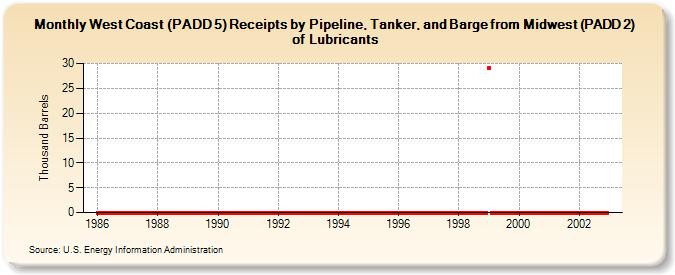 Monthly West Coast (PADD 5) Receipts by Pipeline, Tanker, and Barge from Midwest (PADD 2)
of Lubricants
Thousand Barrels
30
25
20
15
10
5
0
1986 1988 1990 1992 1994 1996 1998 2000 2002
Source: U.S. Energy Information Administration